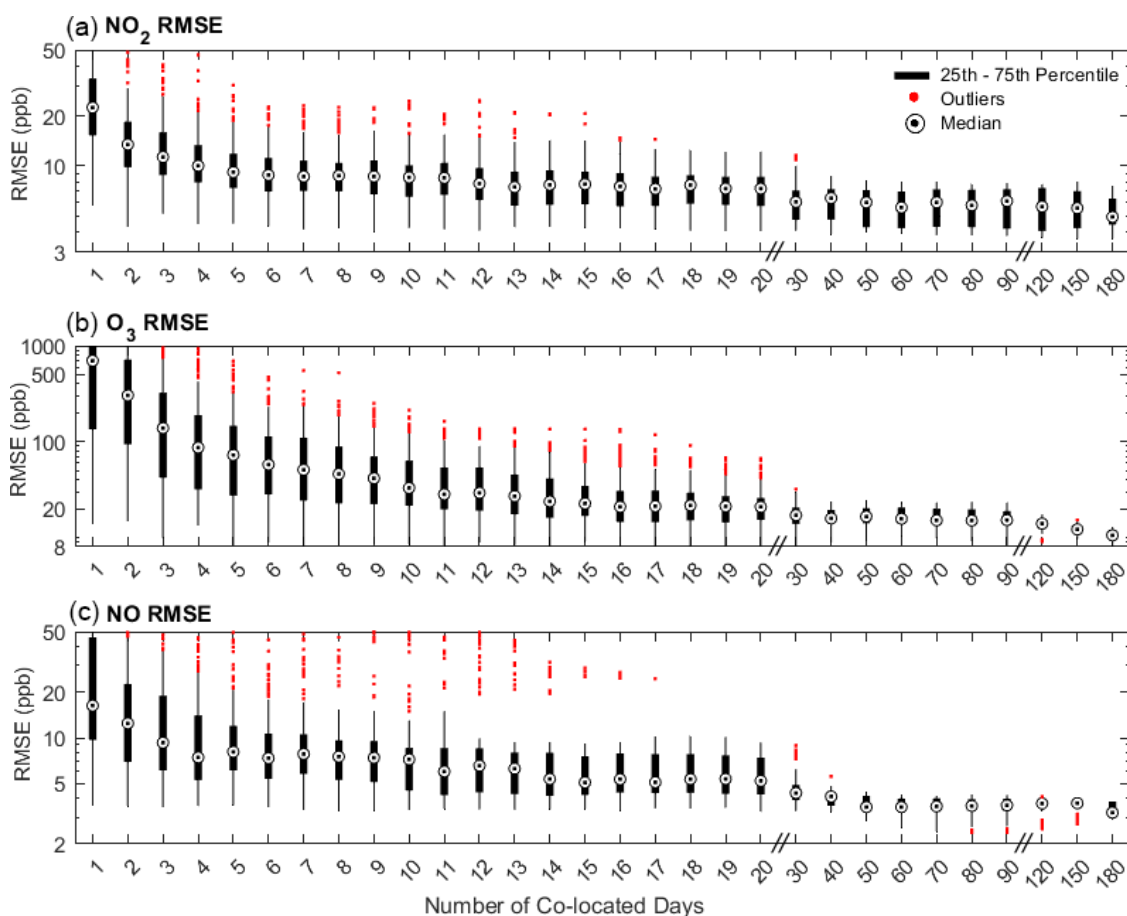 (a) NO2 RMSE
50
20
10
3
RMSE (ppb)
25th - 75th Percentile
Outliers
Median
1 2 3 4 5 6 7 8 9 10 11 12 13 14 15 16 17 18 19 20 // 30 40 50 60 70 80 90 // 120 150 180
(b) O3 RMSE
1000
500
100
20
8
RMSE (ppb)
1 2 3 4 5 6 7 8 9 10 11 12 13 14 15 16 17 18 19 20 // 30 40 50 60 70 80 90 // 120 150 180
(c) NO RMSE
50
20
10
5
2
RMSE (ppb)
1 2 3 4 5 6 7 8 9 10 11 12 13 14 15 16 17 18 19 20 // 30 40 50 60 70 80 90 // 120 150 180
Number of Co-located Days